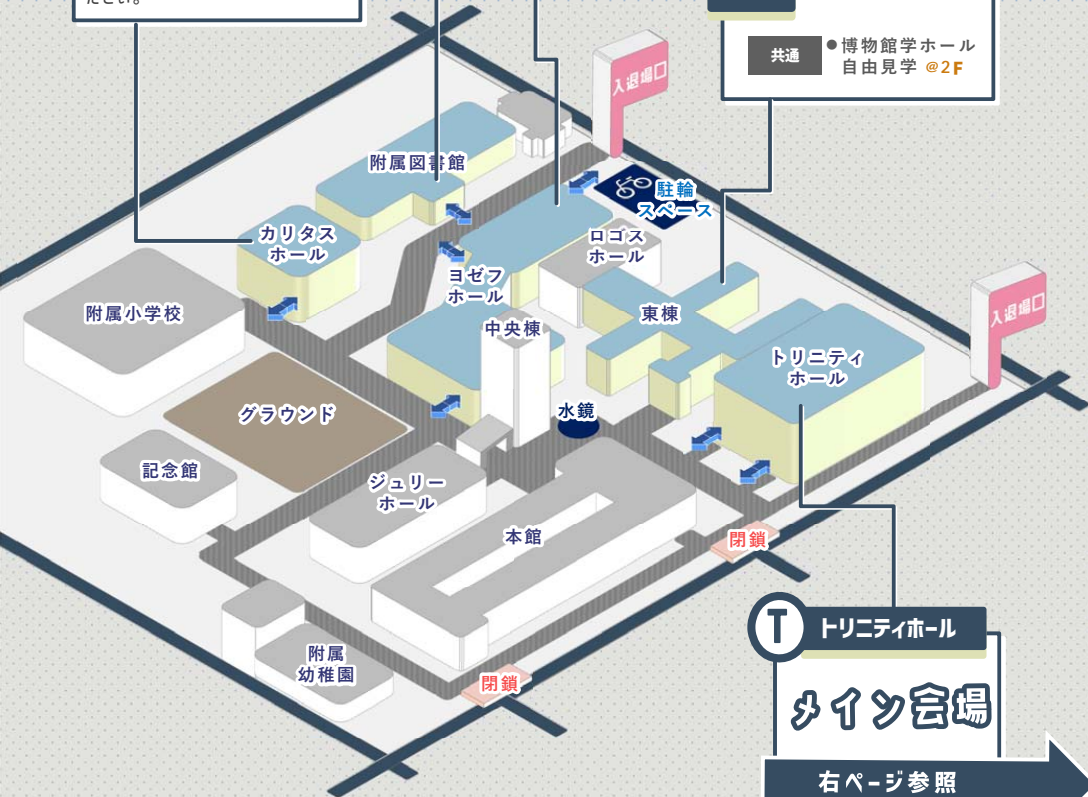 ださい。
共通
●博物館学ホール
自由見学 @2F
入退場口
附属図書館
駐輪
スペース
カリタス
ホール
ロゴス
ホール
ヨゼフ
ホール
入退場口
附属小学校
中央棟
東棟
トリニティ
ホール
グラウンド
水鏡
記念館
ジュリー
ホール
本館
閉鎖
附属
幼稚園
閉鎖
T
トリニティホール
メイン会場
右ページ参照